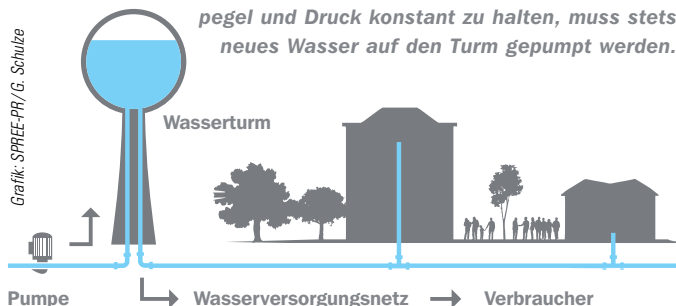 pegel und Druck konstant zu halten, muss stets
neues Wasser auf den Turm gepumpt werden.
Grafik: SPREE-PR/G. Schulze
Wasserturm
Pumpe
Wasserversorgungsnetz
Verbraucher